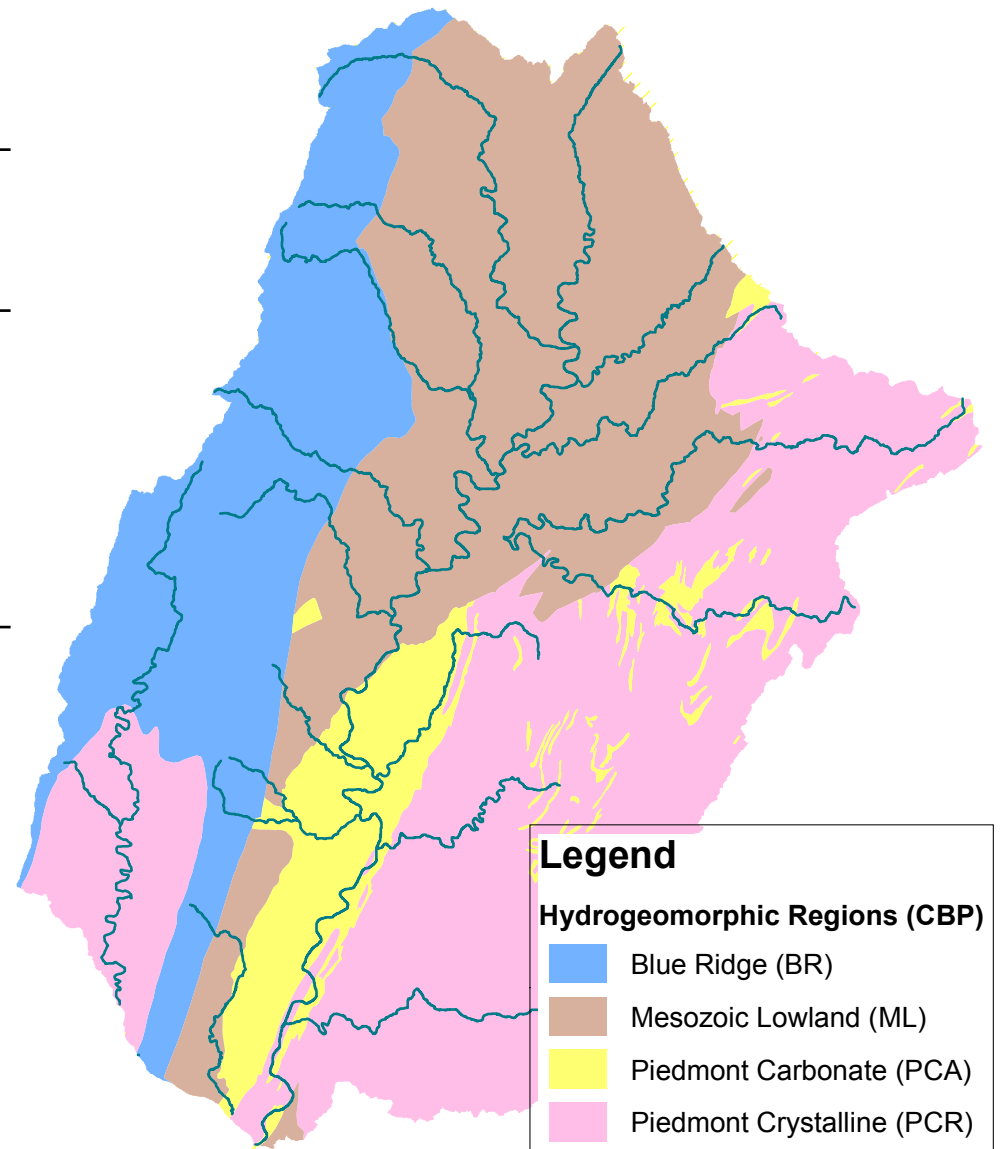 Legend
Hydrogeomorphic Regions (CBP)
Blue Ridge (BR)
Mesozoic Lowland (ML)
Piedmont Carbonate (PCA)
Piedmont Crystalline (PCR)